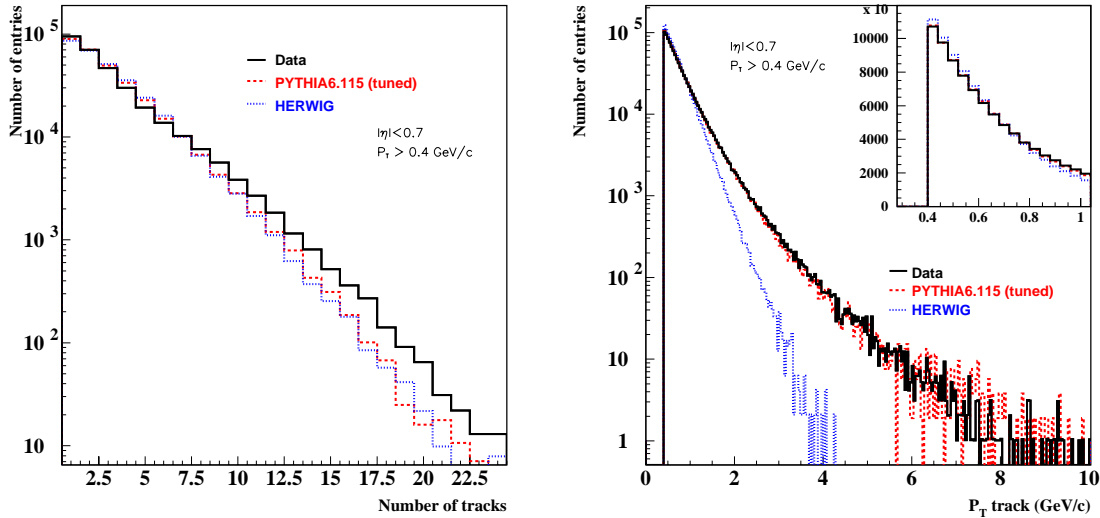 Number of entries
10^5
10^4
10^3
10^2
10
Data
PYTHIA6.115 (tuned)
HERWIG
|η|<0.7
P_T > 0.4 GeV/c
2.5 5 7.5 10 12.5 15 17.5 20 22.5
Number of tracks
Number of entries
10^5
10^4
10^3
10^2
10
1
|η|<0.7
P_T > 0.4 GeV/c
x 10
10000
8000
6000
4000
2000
0
0.4 0.6 0.8 1
Data
PYTHIA6.115 (tuned)
HERWIG
0 2 4 6 8 10
P_T track (GeV/c)